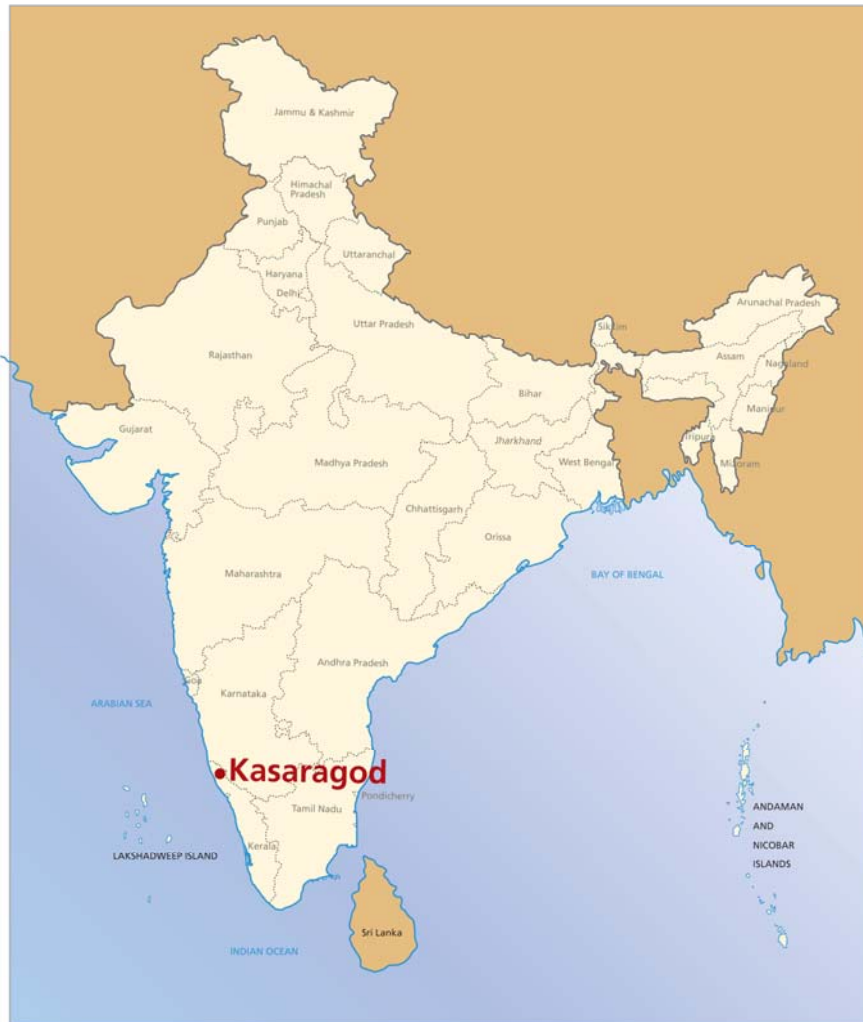 Jammu & Kashmir
Himachal
Pradesh
Punjab
Uttaranchal
Haryana
Delhi
Uttar Pradesh
Rajasthan
Sikkim
Arunachal Pradesh
Assam
Nagaland
Bihar
Manipur
Gujarat
Jharkhand
Tripura
West Bengal
Mizoram
Madhya Pradesh
Chhattisgarh
Orissa
Maharashtra
BAY OF BENGAL
Andhra Pradesh
Goa
Karnataka
ARABIAN SEA
Kasaragod
Pondicherry
Tamil Nadu
ANDAMAN
AND
NICOBAR
ISLANDS
Kerala
LAKSHADWEEP ISLAND
Sri Lanka
INDIAN OCEAN